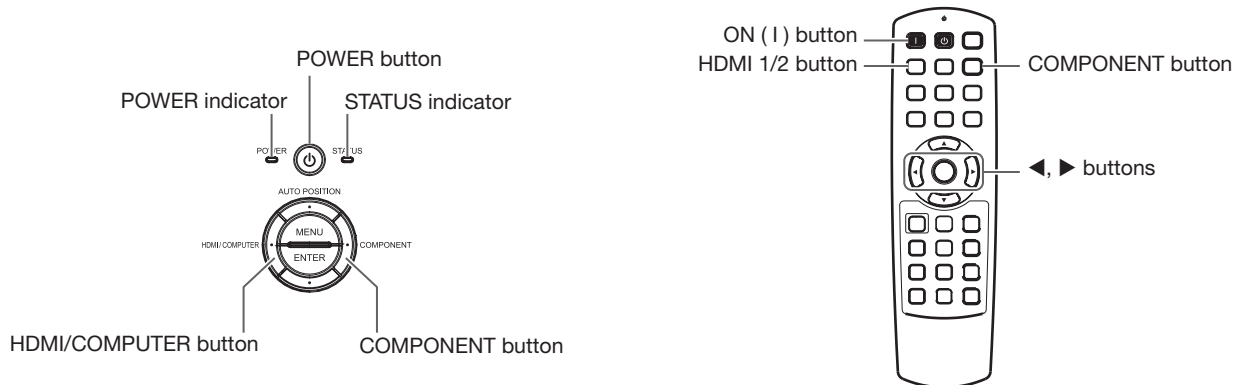 POWER button
POWER indicator
STATUS indicator
POWER
STATUS
AUTO POSITION
MENU
HDMI/COMPUTER
COMPONENT
ENTER
HDMI/COMPUTER button
COMPONENT button
ON ( I ) button
HDMI 1/2 button
COMPONENT button
◀, ▶ buttons